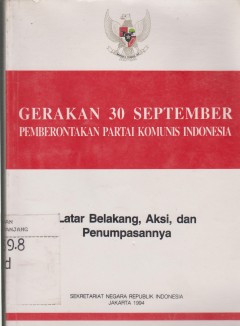 GERAKAN 30 SEPTEMBER
PEMBERONTAKAN PARTAI KOMUNIS INDONESIA
Latar Belakang, Aksi, dan
Penumpasannya
SEKRETARIAT NEGARA REPUBLIK INDONESIA
JAKARTA 1994